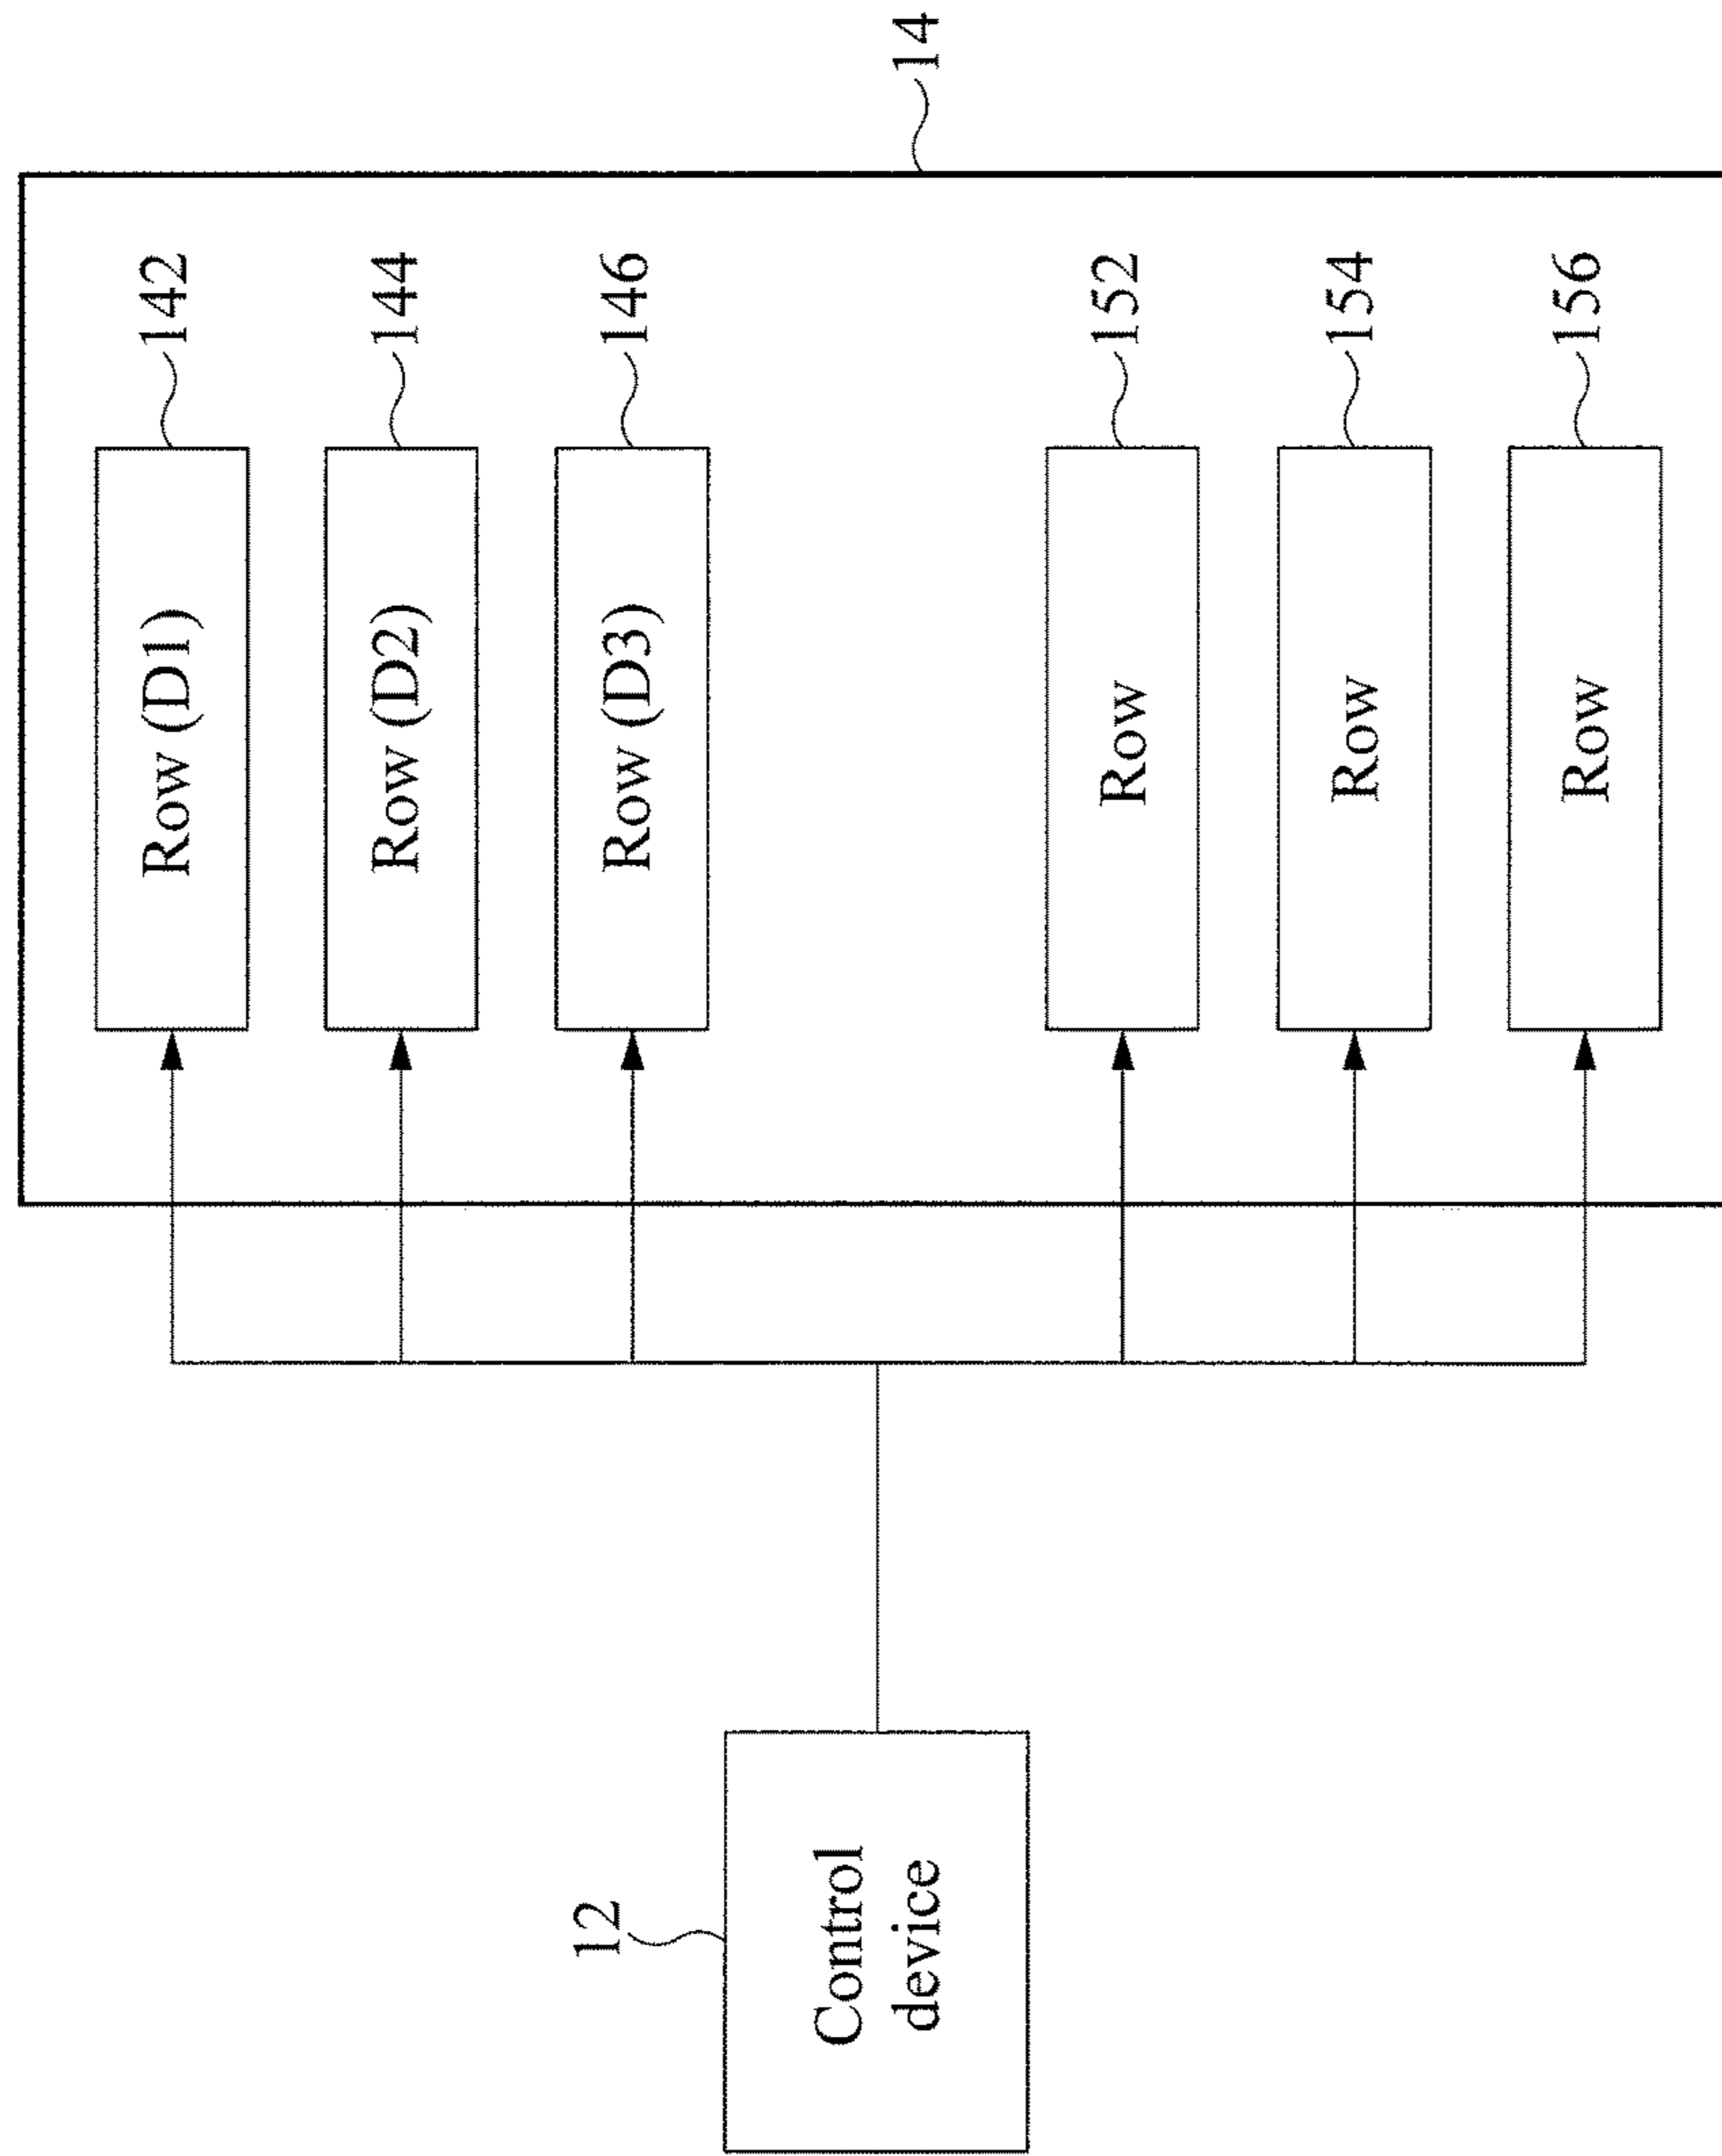 14
Row (D1)
142
Row (D2)
144
Row (D3)
146
Row
152
Row
154
Row
156
12
Control
device